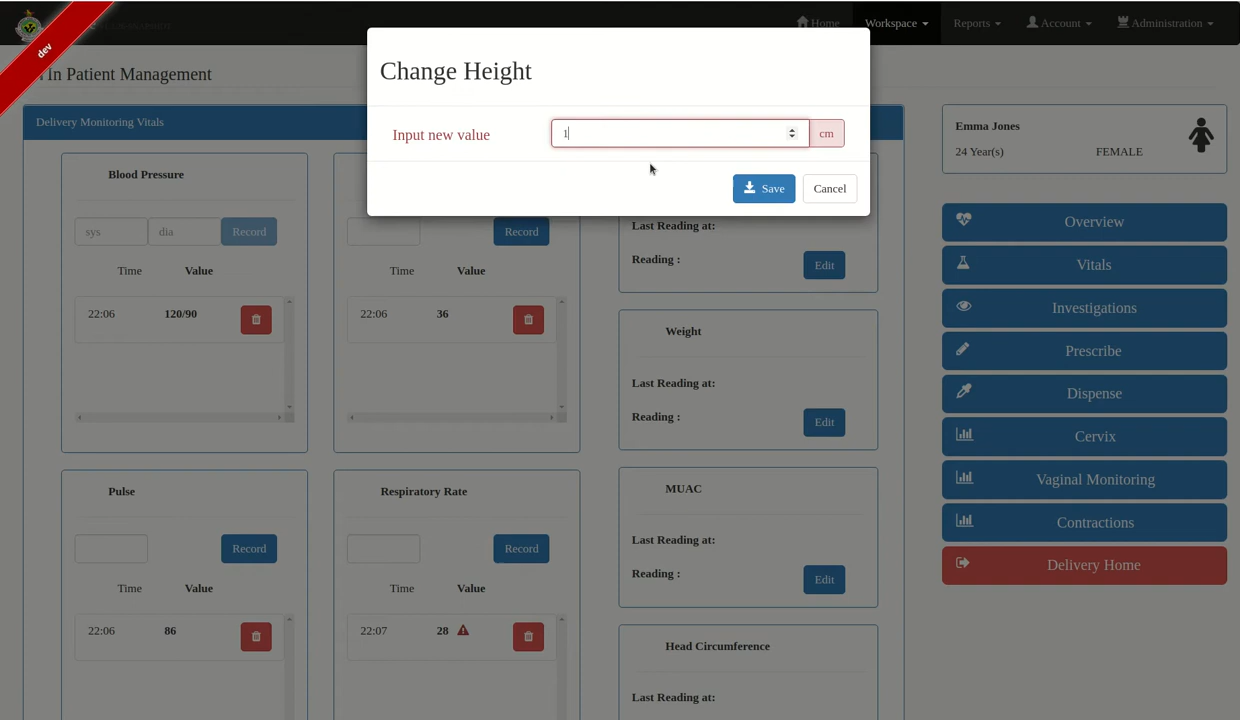 dev
Home
Workspace
Reports
Account
Administration
In Patient Management
Change Height
Input new value
1
cm
Save
Cancel
Delivery Monitoring Vitals
Blood Pressure
sys
dia
Record
Time
Value
22:06
120/90
Record
Time
Value
22:06
36
Last Reading at:
Reading :
Edit
Weight
Last Reading at:
Reading :
Edit
Pulse
Record
Time
Value
22:06
86
Respiratory Rate
Record
Time
Value
22:07
28
MUAC
Last Reading at:
Reading :
Edit
Head Circumference
Last Reading at:
Emma Jones
24 Year(s)
FEMALE
Overview
Vitals
Investigations
Prescribe
Dispense
Cervix
Vaginal Monitoring
Contractions
Delivery Home